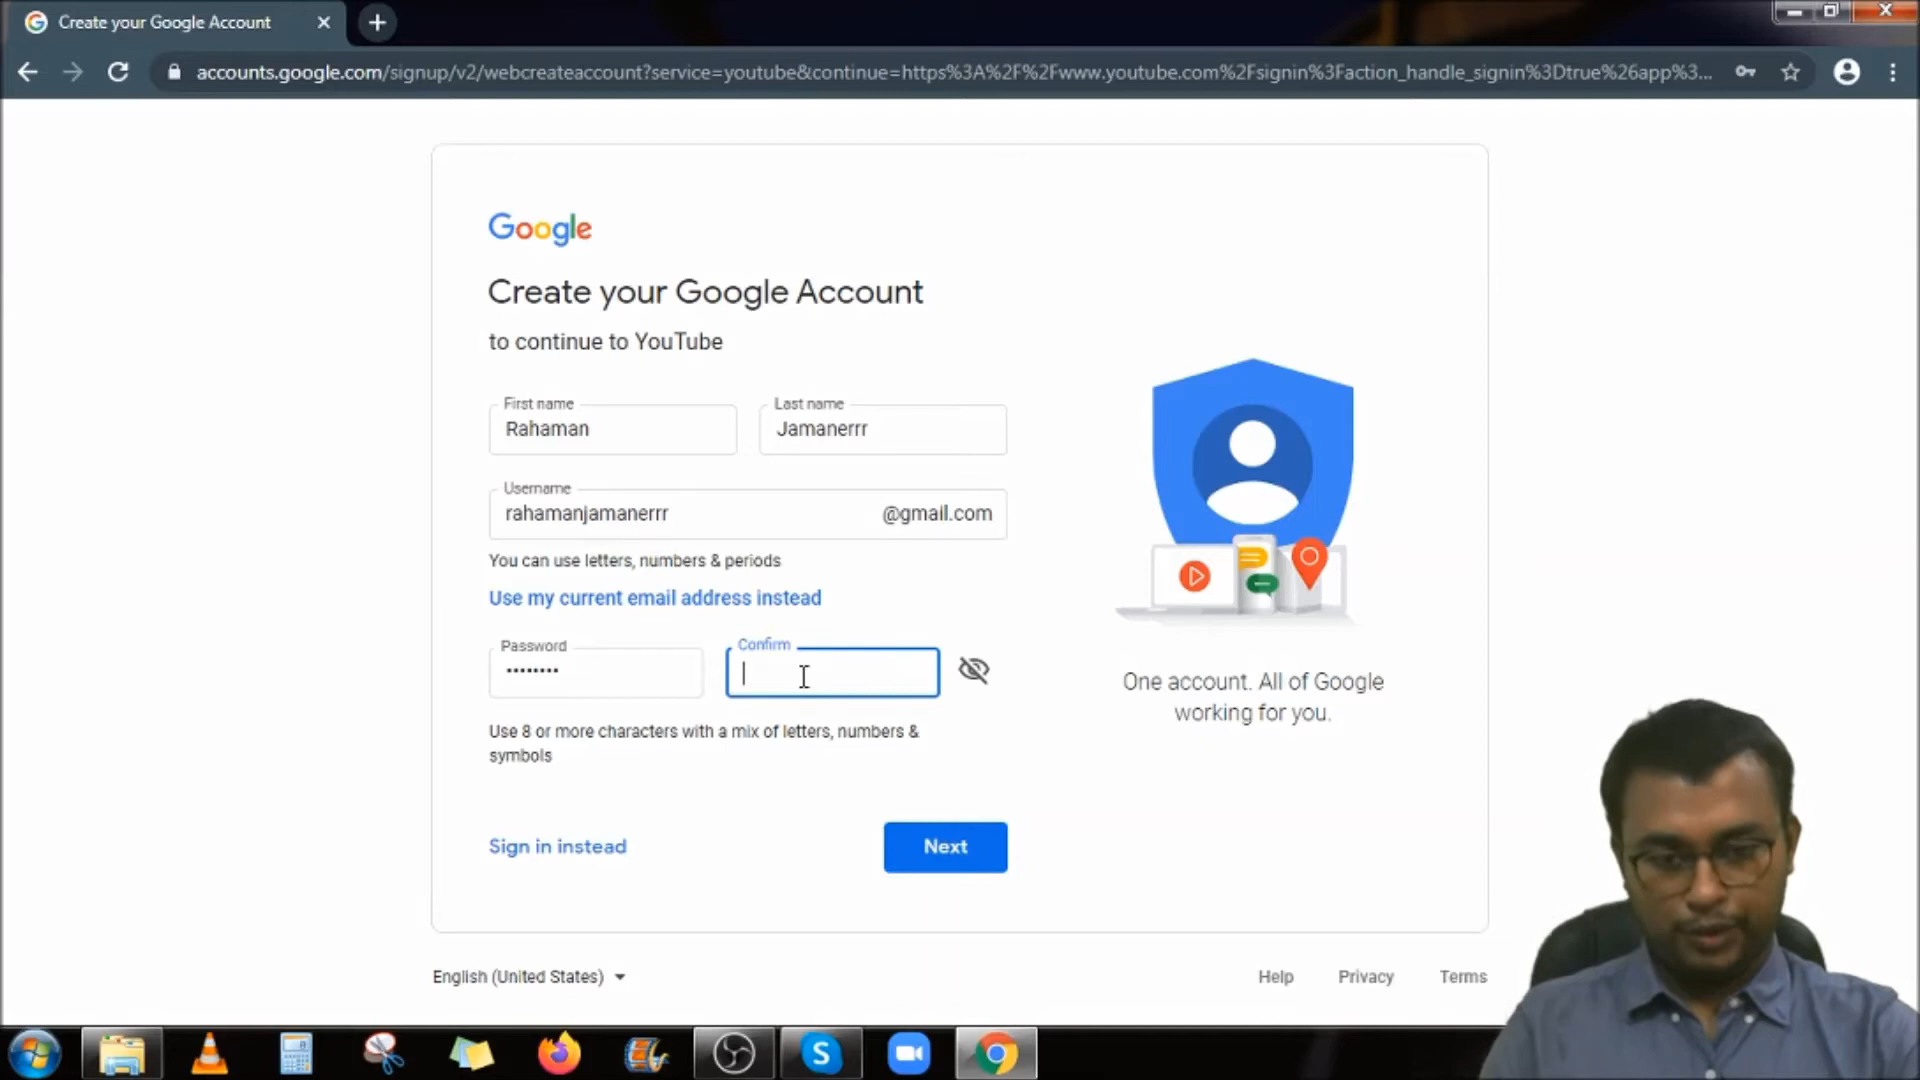 Create your Google Account
accounts.google.com/signup/v2/webcreateaccount?service=youtube&continue=https%3A%2F%2Fwww.youtube.com%2Fsignin%3Faction_handle_signin%3Dtrue%26app%3...
Google
Create your Google Account
to continue to YouTube
First name
Last name
Rahaman
Jamanerrr
Username
rahamanjamanerrr
@gmail.com
You can use letters, numbers & periods
Use my current email address instead
Password
Confirm
••••••••
Use 8 or more characters with a mix of letters, numbers &
symbols
One account. All of Google
working for you.
Sign in instead
Next
English (United States)
Help
Privacy
Terms